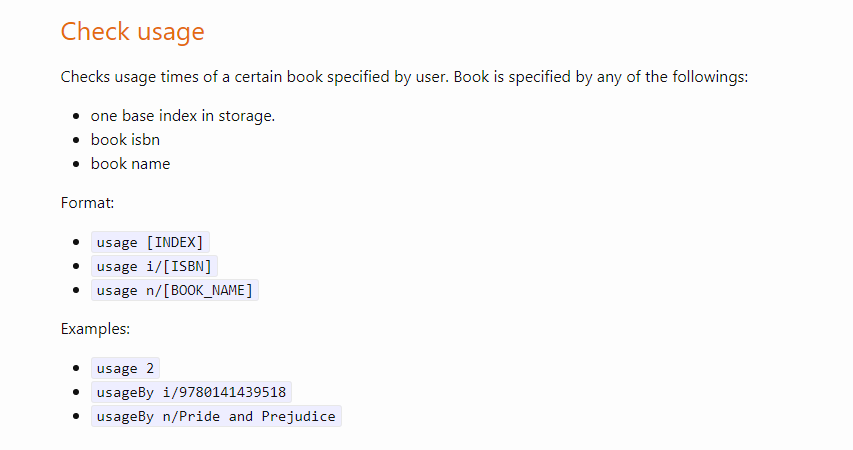 Check usage
Checks usage times of a certain book specified by user. Book is specified by any of the followings:
one base index in storage.
book isbn
book name
Format:
usage [INDEX]
usage i/[ISBN]
usage n/[BOOK_NAME]
Examples:
usage 2
usageBy i/9780141439518
usageBy n/Pride and Prejudice